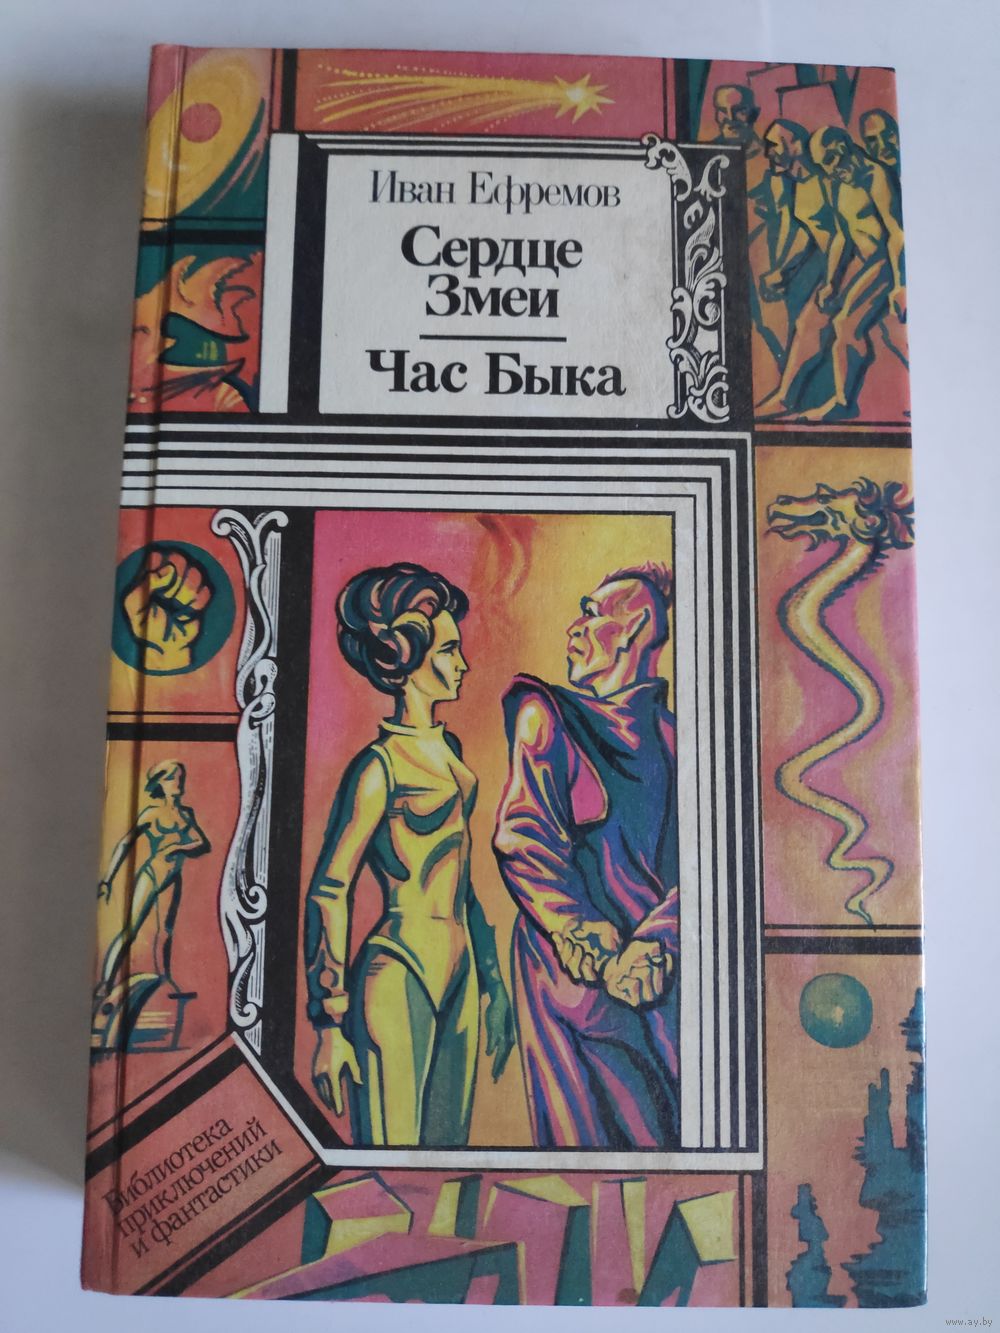 Иван Ефремов
Сердце
Змеи
Час Быка
Библиотека
приключений
и фантастики
www.ay.by